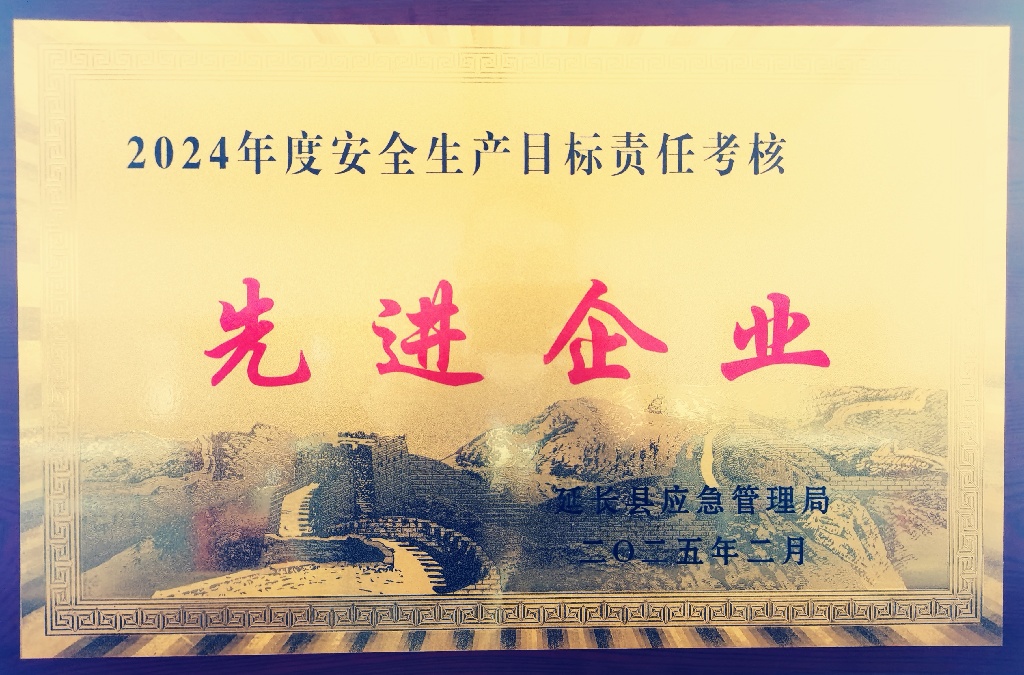 2024年度安全生产目标责任考核
先进企业
延长县应急管理局
二〇二五年二月